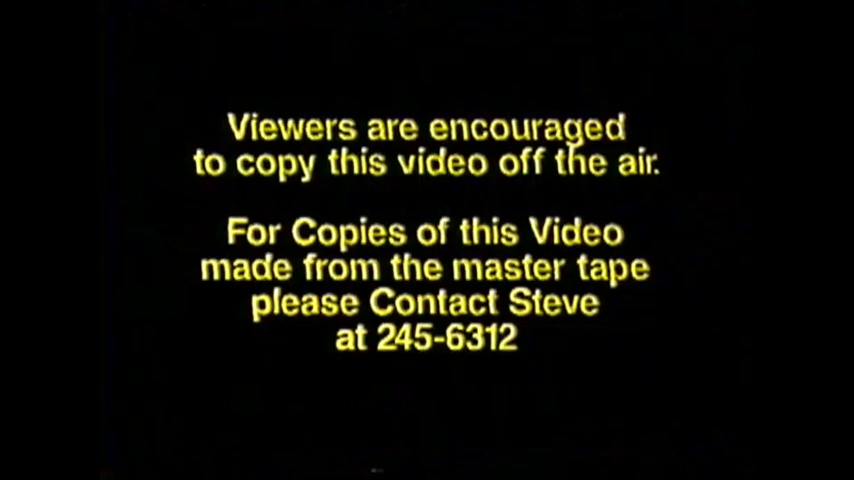 Viewers are encouraged
to copy this video off the air.
For Copies of this Video
made from the master tape
please Contact Steve
at 245-6312